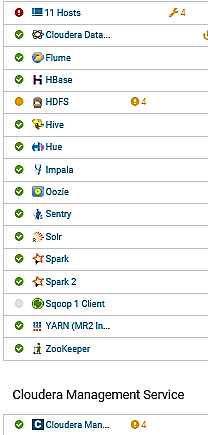 11 Hosts 4
Cloudera Data...
Flume
HBase
HDFS 4
Hive
Hue
Impala
Oozie
Sentry
Solr
Spark
Spark 2
Sqoop 1 Client
YARN (MR2 In...
ZooKeeper
Cloudera Management Service
C Cloudera Man... 4